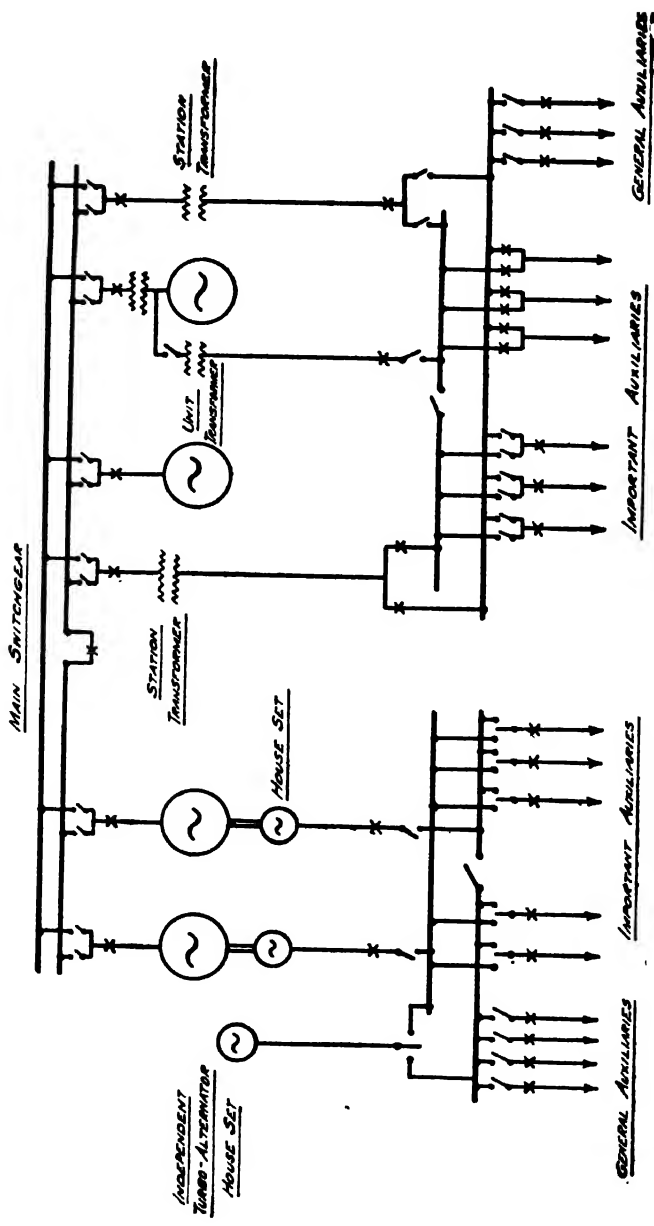 MAIN SWITCHGEAR
STATION
TRANSFORMER
UNIT
TRANSFORMER
STATION
TRANSFORMER
HOUSE SET
INDEPENDENT
TURBO-ALTERNATOR
HOUSE SET
GENERAL AUXILIARIES
IMPORTANT AUXILIARIES
IMPORTANT AUXILIARIES
GENERAL AUXILIARIES